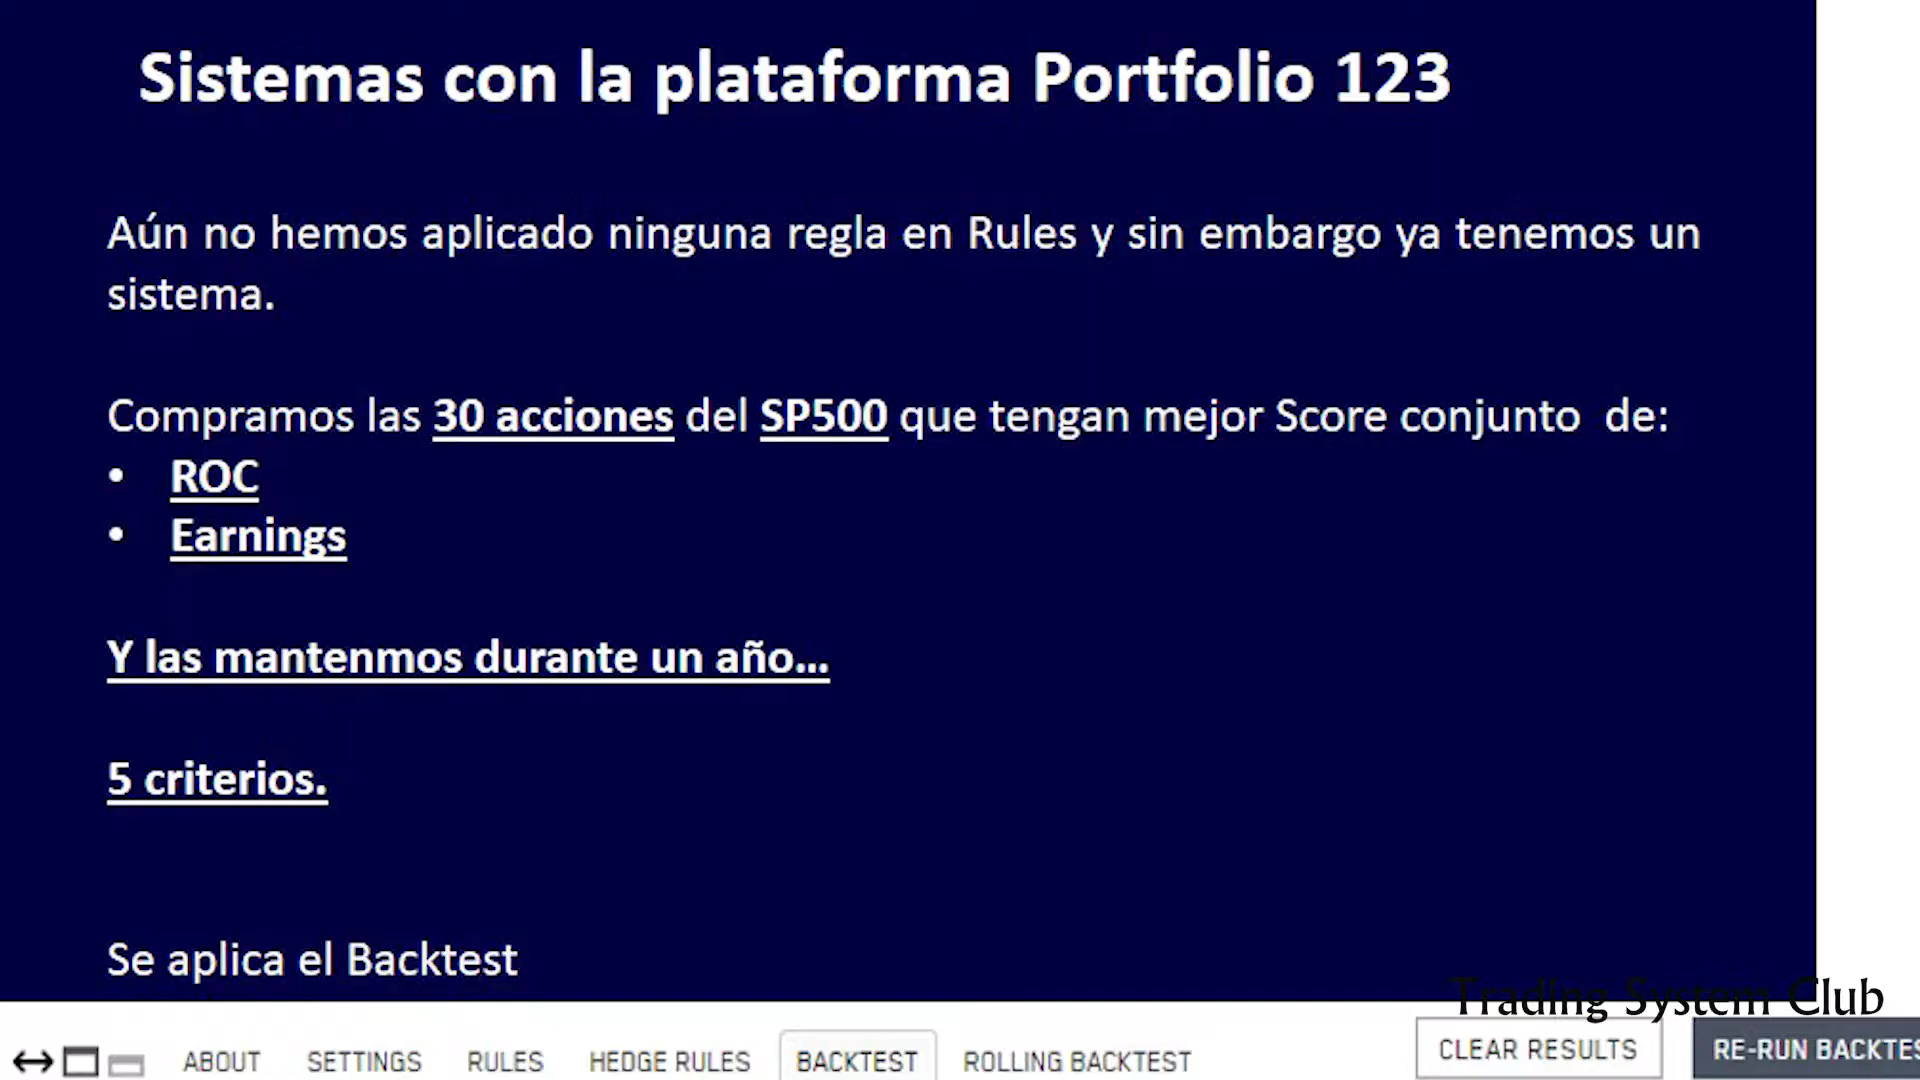 Sistemas con la plataforma Portfolio 123
Aún no hemos aplicado ninguna regla en Rules y sin embargo ya tenemos un
sistema.
Compramos las 30 acciones del SP500 que tengan mejor Score conjunto de:
• ROC
• Earnings
Y las mantenmos durante un año...
5 criterios.
Se aplica el Backtest
Trading System Club
ABOUT SETTINGS RULES HEDGE RULES BACKTEST ROLLING BACKTEST CLEAR RESULTS RE-RUN BACKTES